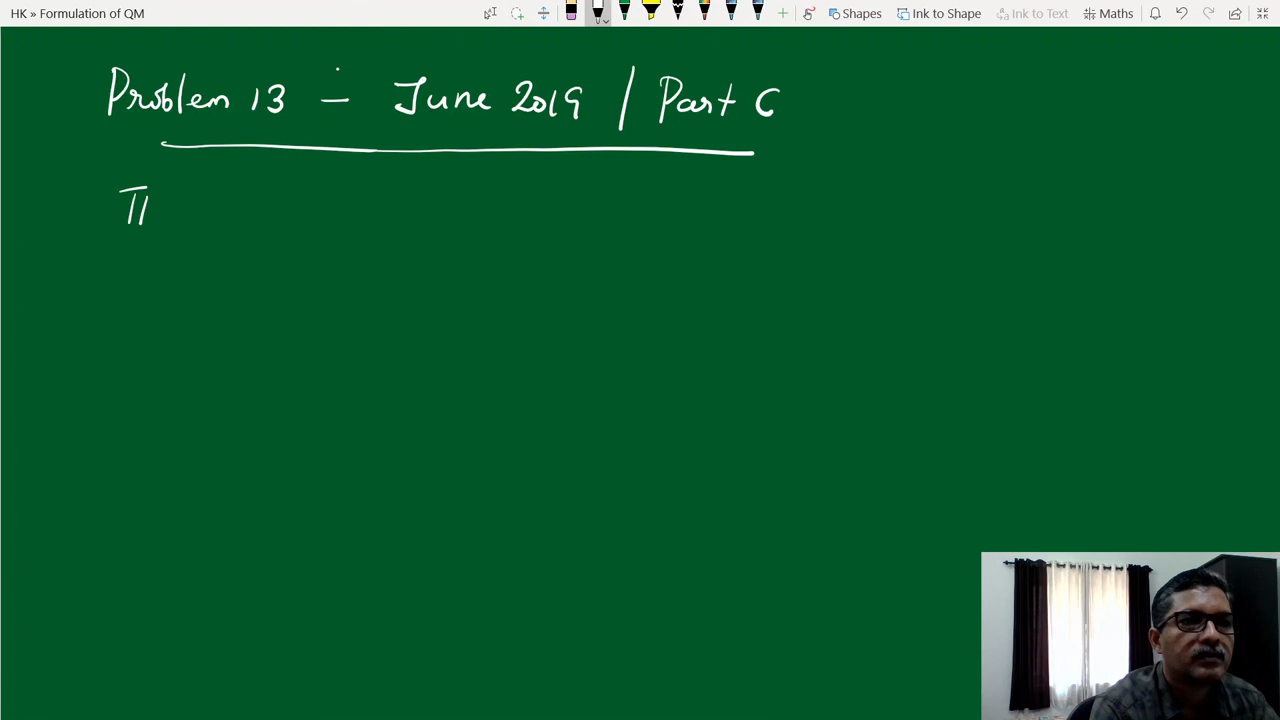 HK » Formulation of QM Shapes Ink to Shape Ink to Text Maths
Problem 13 - June 2019 / Part C